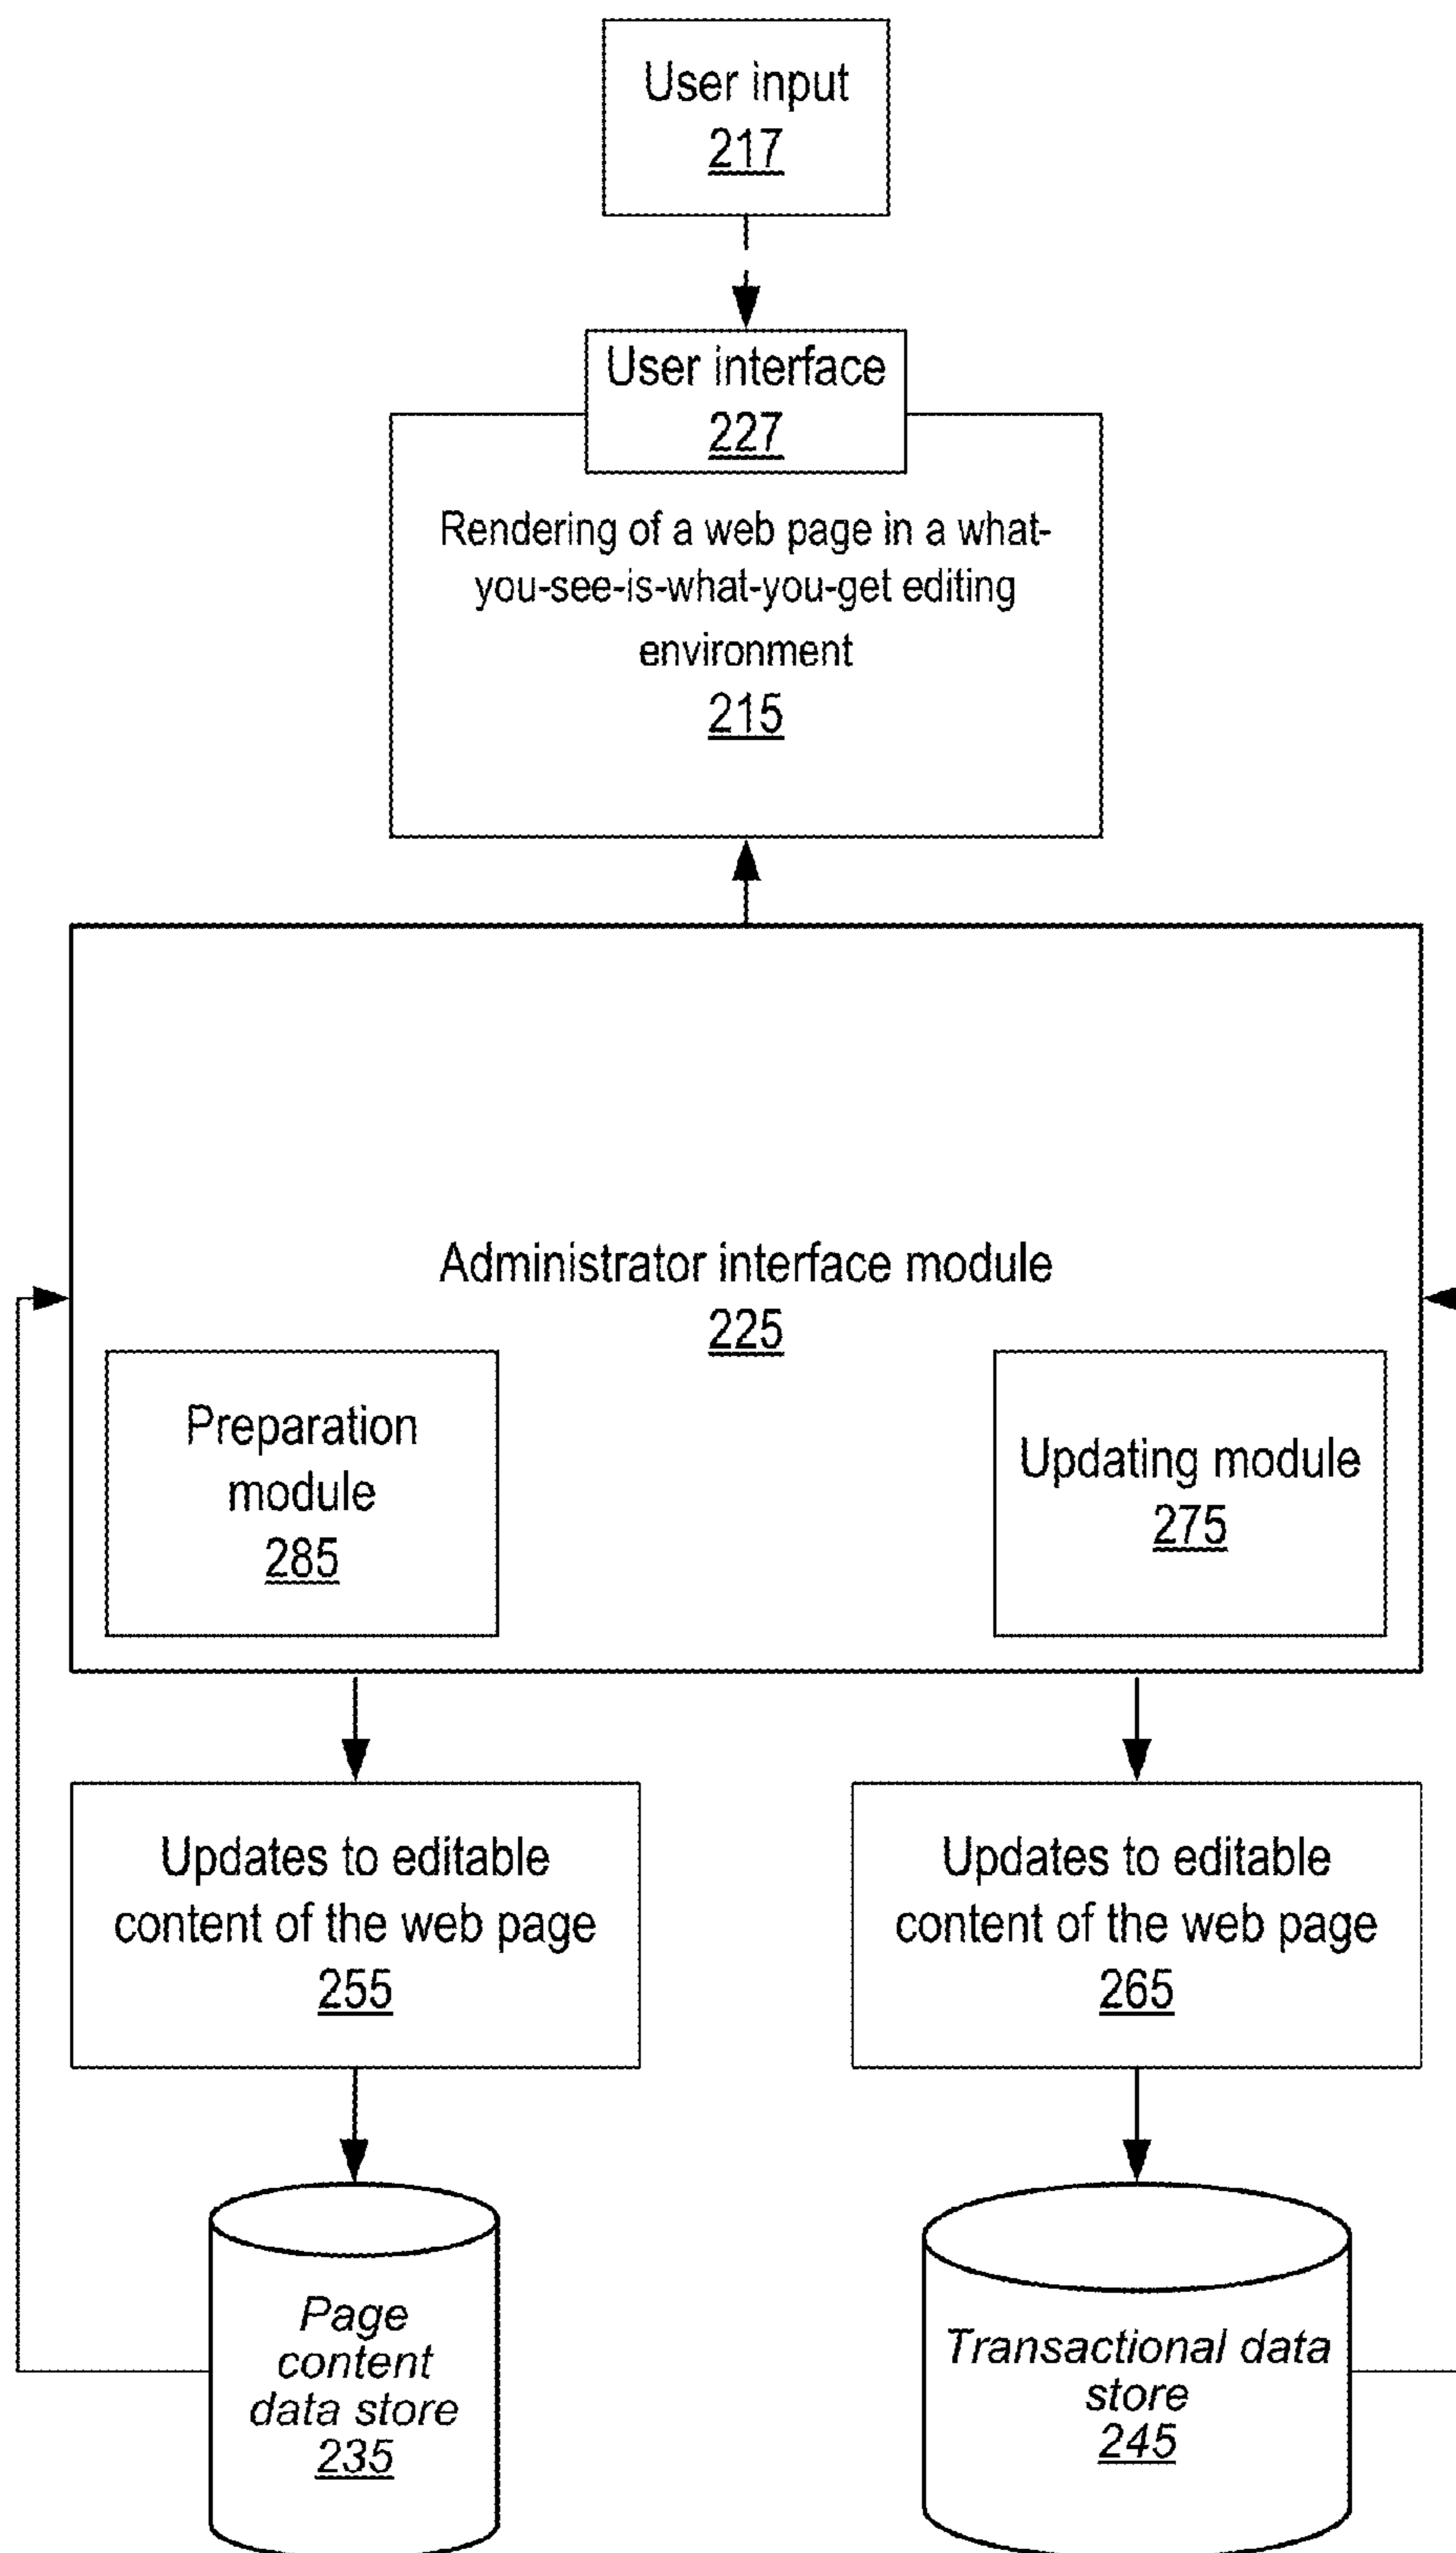 User input
217
User interface
227
Rendering of a web page in a what-
you-see-is-what-you-get editing
environment
215
Administrator interface module
225
Preparation
module
285
Updating module
275
Updates to editable
content of the web page
255
Updates to editable
content of the web page
265
Page
content
data store
235
Transactional data
store
245